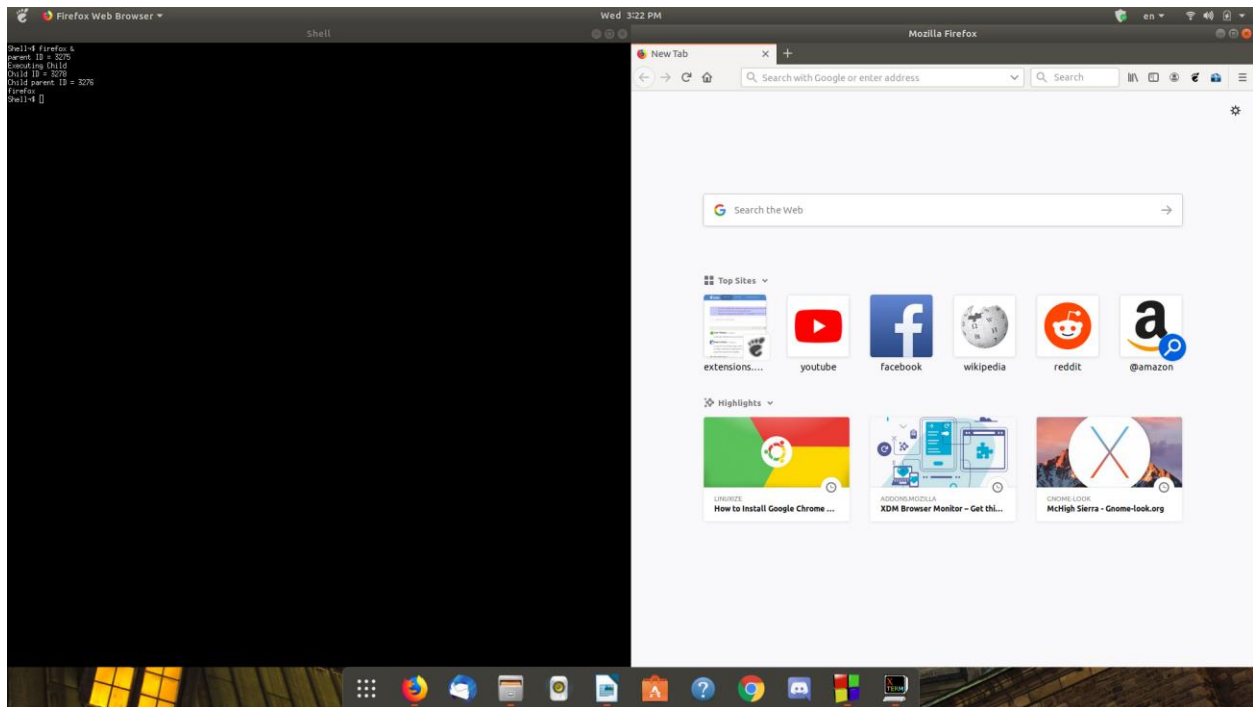 Firefox Web Browser
Wed 3:22 PM
en
Shell
Shell~$ firefox &
parent ID = 3275
Executing Child
Child ID = 3278
Child parent ID = 3276
firefox
Shell~$
Mozilla Firefox
New Tab
Search with Google or enter address
Search
Search the Web
Top Sites
extensions....
youtube
facebook
wikipedia
reddit
@amazon
Highlights
LINUXIZE
How to Install Google Chrome ...
ADDONS.MOZILLA
XDM Browser Monitor – Get thi...
GNOME-LOOK
McHigh Sierra - Gnome-look.org
X
TERM